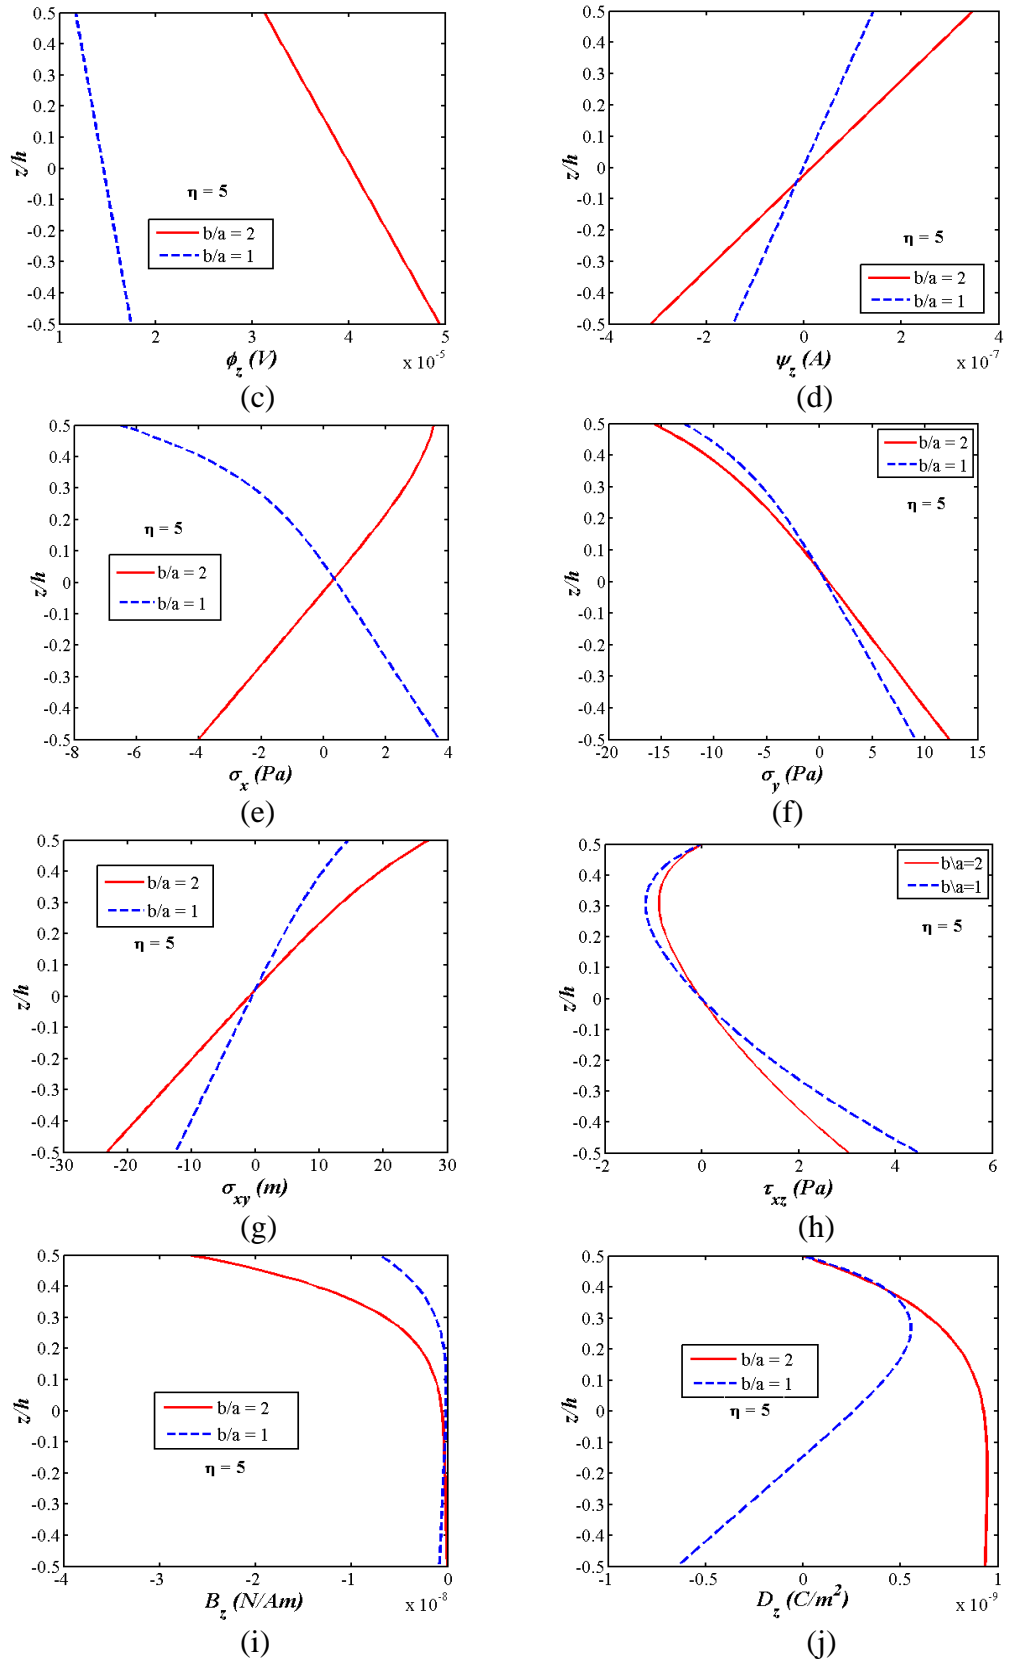 0.5
0.4
0.3
0.2
0.1
0
-0.1
-0.2
-0.3
-0.4
-0.5
z/h
η = 5
b/a = 2
b/a = 1
1 2 3 4 5
x 10⁻⁵
ϕz (V)
(c)
0.5
0.4
0.3
0.2
0.1
0
-0.1
-0.2
-0.3
-0.4
-0.5
z/h
η = 5
b/a = 2
b/a = 1
-4 -2 0 2 4
x 10⁻⁷
ψz (A)
(d)
0.5
0.4
0.3
0.2
0.1
0
-0.1
-0.2
-0.3
-0.4
-0.5
z/h
η = 5
b/a = 2
b/a = 1
-8 -6 -4 -2 0 2 4
σx (Pa)
(e)
0.5
0.4
0.3
0.2
0.1
0
-0.1
-0.2
-0.3
-0.4
-0.5
z/h
b/a = 2
b/a = 1
η = 5
-20 -15 -10 -5 0 5 10 15
σy (Pa)
(f)
0.5
0.4
0.3
0.2
0.1
0
-0.1
-0.2
-0.3
-0.4
-0.5
z/h
b/a = 2
b/a = 1
η = 5
-30 -20 -10 0 10 20 30
σxy (m)
(g)
0.5
0.4
0.3
0.2
0.1
0
-0.1
-0.2
-0.3
-0.4
-0.5
z/h
b\a=2
b\a=1
η = 5
-2 0 2 4 6
τxz (Pa)
(h)
0.5
0.4
0.3
0.2
0.1
0
-0.1
-0.2
-0.3
-0.4
-0.5
z/h
b/a = 2
b/a = 1
η = 5
-4 -3 -2 -1 0
x 10⁻⁸
Bz (N/Am)
(i)
0.5
0.4
0.3
0.2
0.1
0
-0.1
-0.2
-0.3
-0.4
-0.5
z/h
b/a = 2
b/a = 1
η = 5
-1 -0.5 0 0.5 1
x 10⁻⁹
Dz (C/m²)
(j)